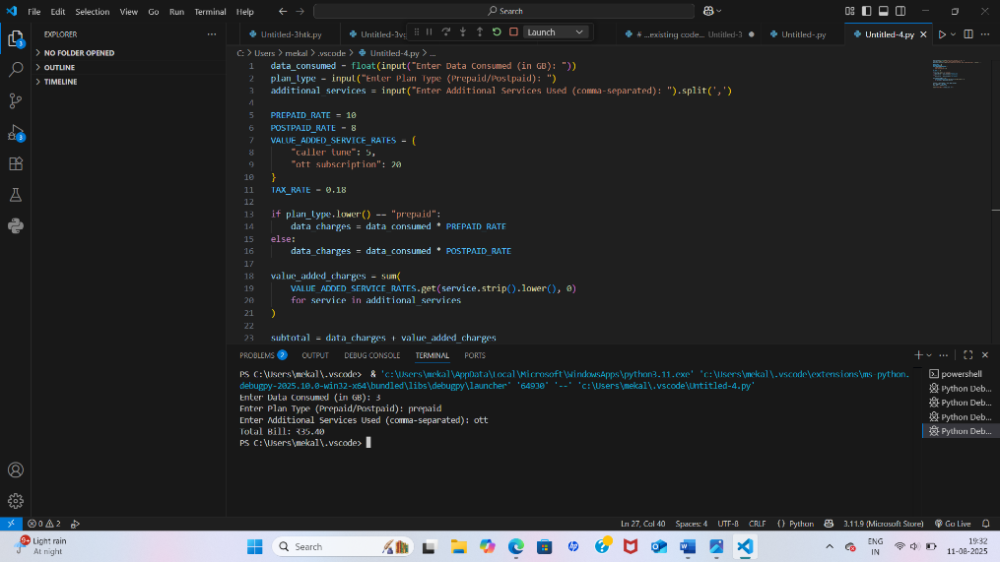 File Edit Selection View Go Run Terminal Help
Search
EXPLORER
NO FOLDER OPENED
OUTLINE
TIMELINE
3
3
Untitled-3htk.py
Launch
# ...existing code... Untitled-3
Untitled-.py
Untitled-4.py
C: > Users > mekal > .vscode > Untitled-4.py > ...
1 data_consumed = float(input("Enter Data Consumed (in GB): "))
2 plan_type = input("Enter Plan Type (Prepaid/Postpaid): ")
3 additional_services = input("Enter Additional Services Used (comma-separated): ").split(',')
4
5 PREPAID_RATE = 10
6 POSTPAID_RATE = 8
7 VALUE_ADDED_SERVICE_RATES = {
8 "caller tune": 5,
9 "ott subscription": 20
10 }
11 TAX_RATE = 0.18
12
13 if plan_type.lower() == "prepaid":
14 data_charges = data_consumed * PREPAID_RATE
15 else:
16 data_charges = data_consumed * POSTPAID_RATE
17
18 value_added_charges = sum(
19 VALUE_ADDED_SERVICE_RATES.get(service.strip().lower(), 0)
20 for service in additional_services
21 )
22
23 subtotal = data_charges + value_added_charges
PROBLEMS 2 OUTPUT DEBUG CONSOLE TERMINAL PORTS
PS C:\Users\mekal\.vscode> & 'c:\Users\mekal\AppData\Local\Microsoft\WindowsApps\python3.11.exe' 'c:\Users\mekal\.vscode\extensions\ms-python.
debugpy-2025.10.0-win32-x64\bundled\libs\debugpy\launcher' '64930' '--' 'c:\Users\mekal\.vscode\Untitled-4.py'
Enter Data Consumed (in GB): 3
Enter Plan Type (Prepaid/Postpaid): prepaid
Enter Additional Services Used (comma-separated): ott
Total Bill: ₹35.40
PS C:\Users\mekal\.vscode>
powershell
Python Deb...
Python Deb...
Python Deb...
Python Deb...
0 2
Ln 27, Col 40 Spaces: 4 UTF-8 CRLF {} Python 3.11.9 (Microsoft Store) Go Live
9+
Light rain
At night
Search
ENG
IN
19:32
11-08-2025